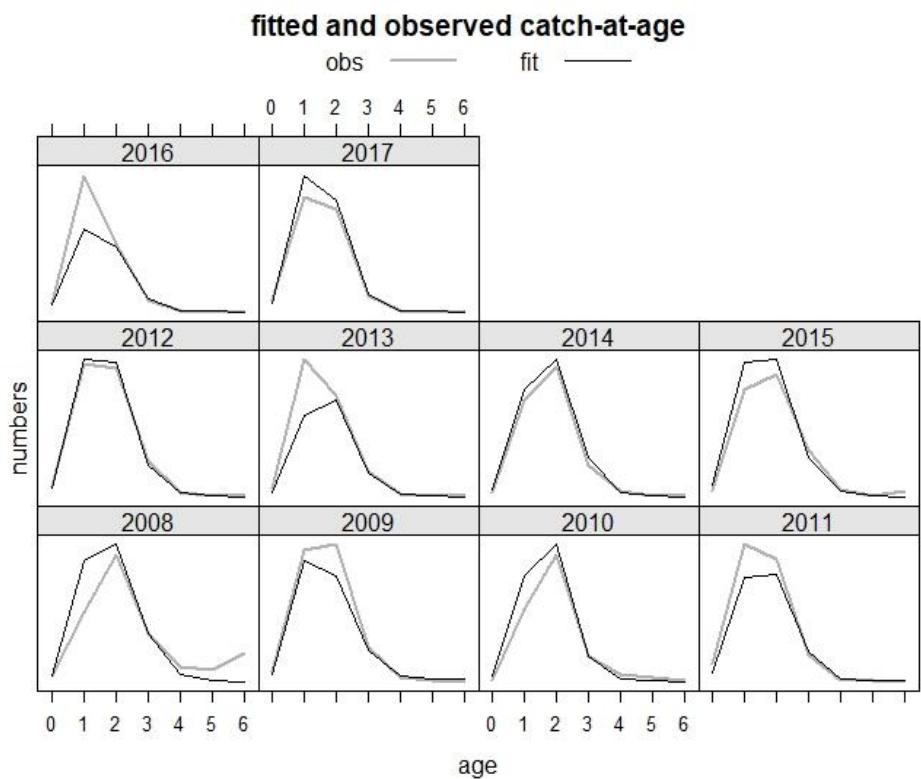 fitted and observed catch-at-age
obs fit
0 1 2 3 4 5 6
2016 2017
2012 2013 2014 2015
numbers
2008 2009 2010 2011
0 1 2 3 4 5 6 0 1 2 3 4 5 6
age